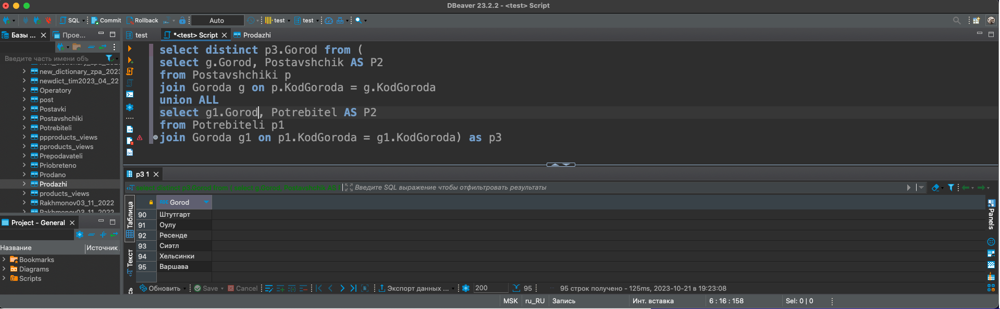 DBeaver 23.2.2 - <test> Script
SQL Commit Rollback Auto test test
Базы ... Прое...
test *<test> Script Prodazhi
Введите часть имени объ
new_dictionary_zpa_2023
newdict_tim2023_04_22
Operatory
post
Postavki
Postavshchiki
Potrebiteli
ppproducts_views
pproducts_views
Prepodavateli
Priobreteno
Prodano
Prodazhi
products_views
Rakhmonov03_11_2022
Rakhmonov03_11_2022
select distinct p3.Gorod from (
select g.Gorod, Postavshchik AS P2
from Postavshchiki p
join Goroda g on p.KodGoroda = g.KodGoroda
union ALL
select g1.Gorod, Potrebitel AS P2
from Potrebiteli p1
join Goroda g1 on p1.KodGoroda = g1.KodGoroda) as p3
p3 1
select distinct p3.Gorod from ( select g.Gorod, Postavshchik AS Введите SQL выражение чтобы отфильтровать результаты
Таблица
Текст
ABC Gorod
90 Штутгарт
91 Оулу
92 Ресенде
93 Сиэтл
94 Хельсинки
95 Варшава
Panels
Project - General
Название Источник
Bookmarks
Diagrams
Scripts
Обновить Save Cancel Экспорт данных ... 200 95 95 строк получено - 125ms, 2023-10-21 в 19:23:08
MSK ru_RU Запись Инт. вставка 6 : 16 : 158 Sel: 0 | 0